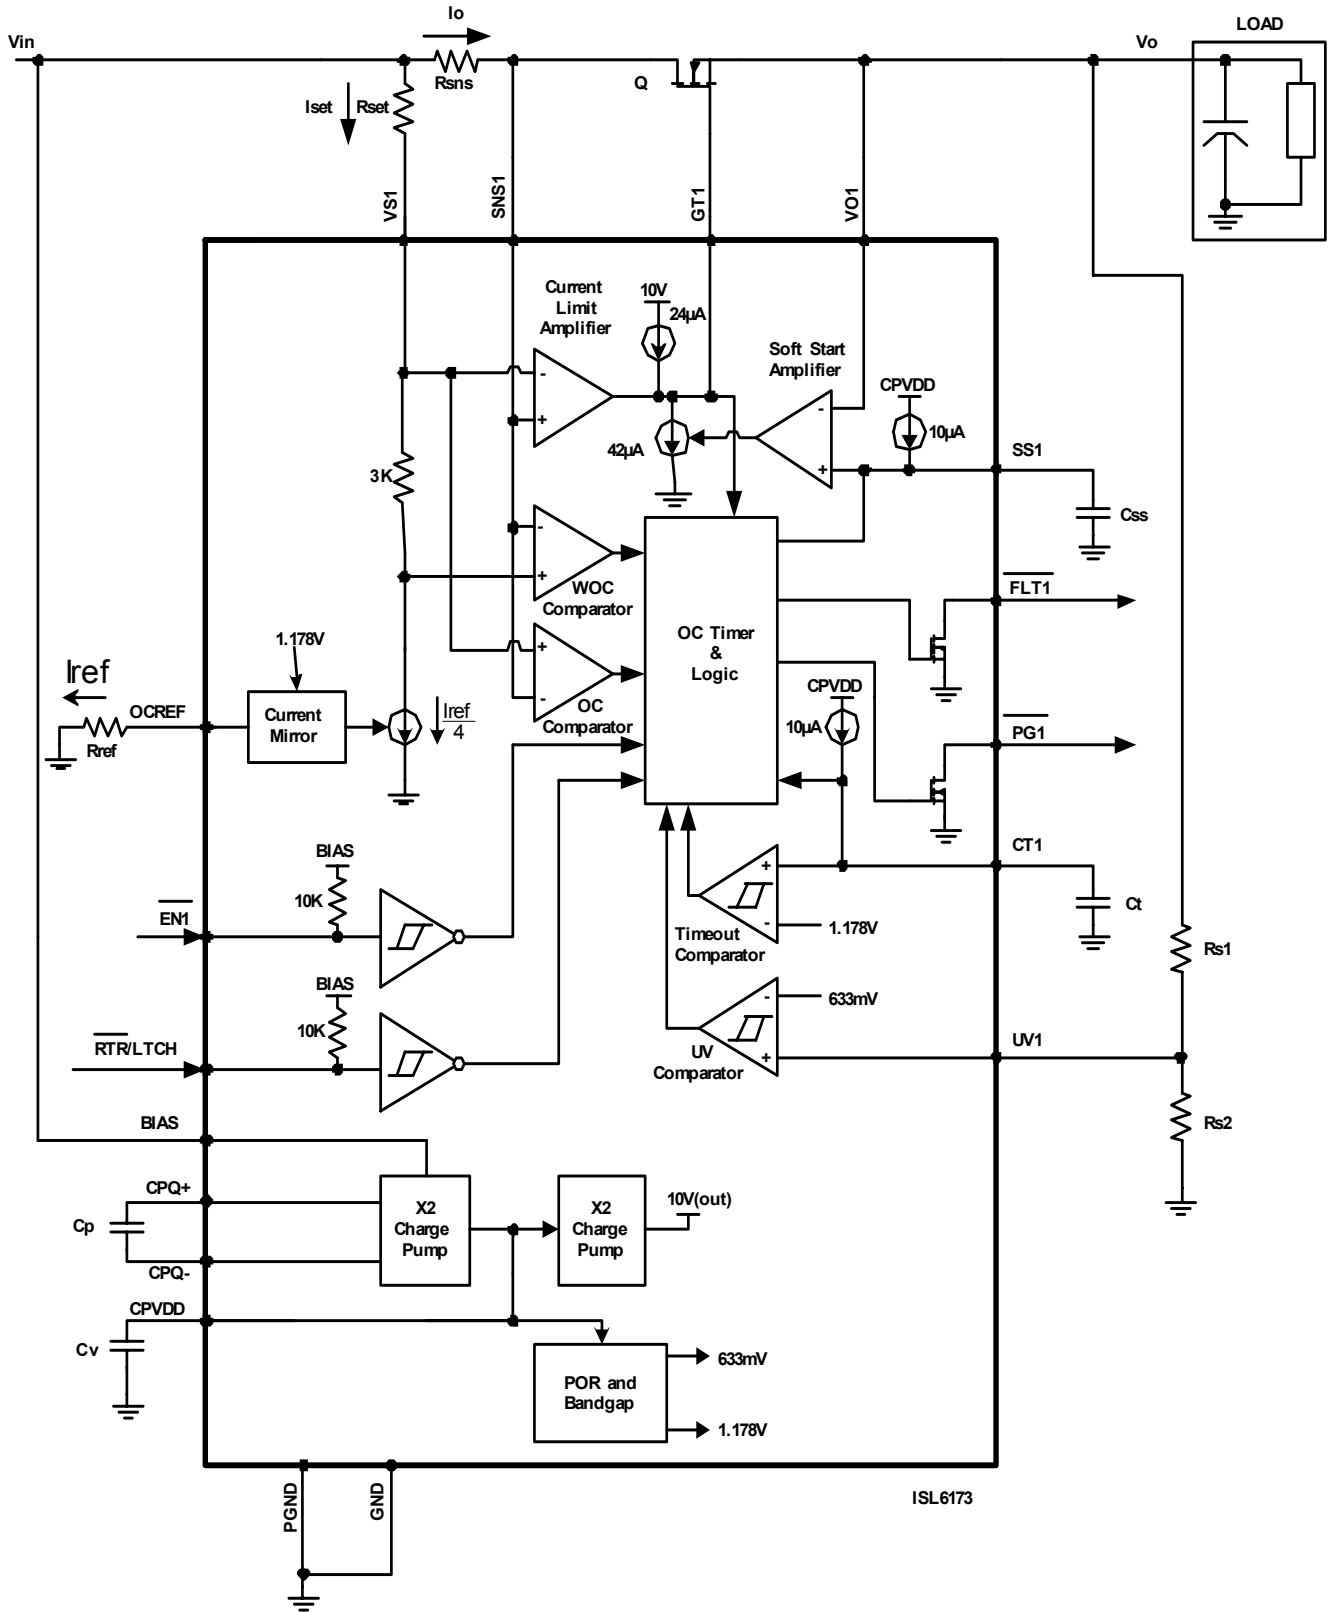 Io
Vin
Rsns
Q
Vo
LOAD
Iset
Rset
VS1
SNS1
GT1
VO1
Current
Limit
Amplifier
10V
24µA
Soft Start
Amplifier
CPVDD
10µA
42µA
SS1
3K
Css
WOC
Comparator
FLT1
OC Timer
&
Logic
1.178V
Iref
OCREF
Rref
Current
Mirror
Iref
4
OC
Comparator
CPVDD
10µA
PG1
CT1
Ct
BIAS
10K
EN1
Timeout
Comparator
1.178V
Rs1
BIAS
10K
RTR/LTCH
633mV
UV
Comparator
UV1
Rs2
BIAS
CPQ+
Cp
CPQ-
X2
Charge
Pump
X2
Charge
Pump
10V(out)
CPVDD
Cv
POR and
Bandgap
633mV
1.178V
PGND
GND
ISL6173